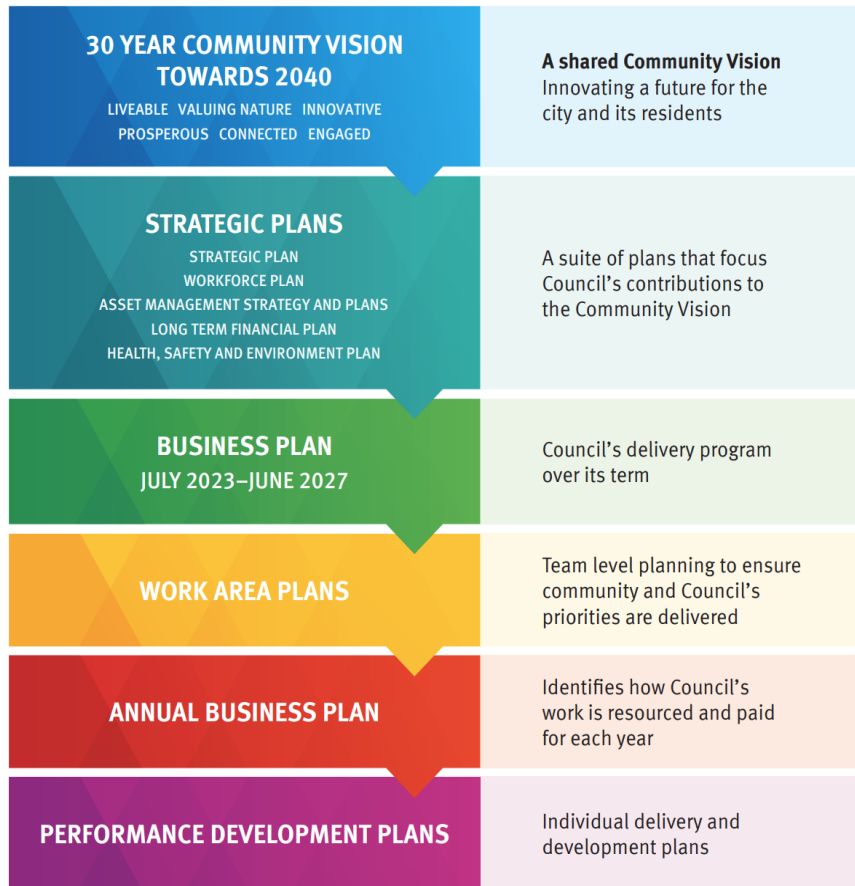 30 YEAR COMMUNITY VISION
TOWARDS 2040
LIVEABLE VALUING NATURE INNOVATIVE
PROSPEROUS CONNECTED ENGAGED
A shared Community Vision
Innovating a future for the
city and its residents
STRATEGIC PLANS
STRATEGIC PLAN
WORKFORCE PLAN
ASSET MANAGEMENT STRATEGY AND PLANS
LONG TERM FINANCIAL PLAN
HEALTH, SAFETY AND ENVIRONMENT PLAN
A suite of plans that focus
Council’s contributions to
the Community Vision
BUSINESS PLAN
JULY 2023–JUNE 2027
Council’s delivery program
over its term
WORK AREA PLANS
Team level planning to ensure
community and Council’s
priorities are delivered
ANNUAL BUSINESS PLAN
Identifies how Council’s
work is resourced and paid
for each year
PERFORMANCE DEVELOPMENT PLANS
Individual delivery and
development plans